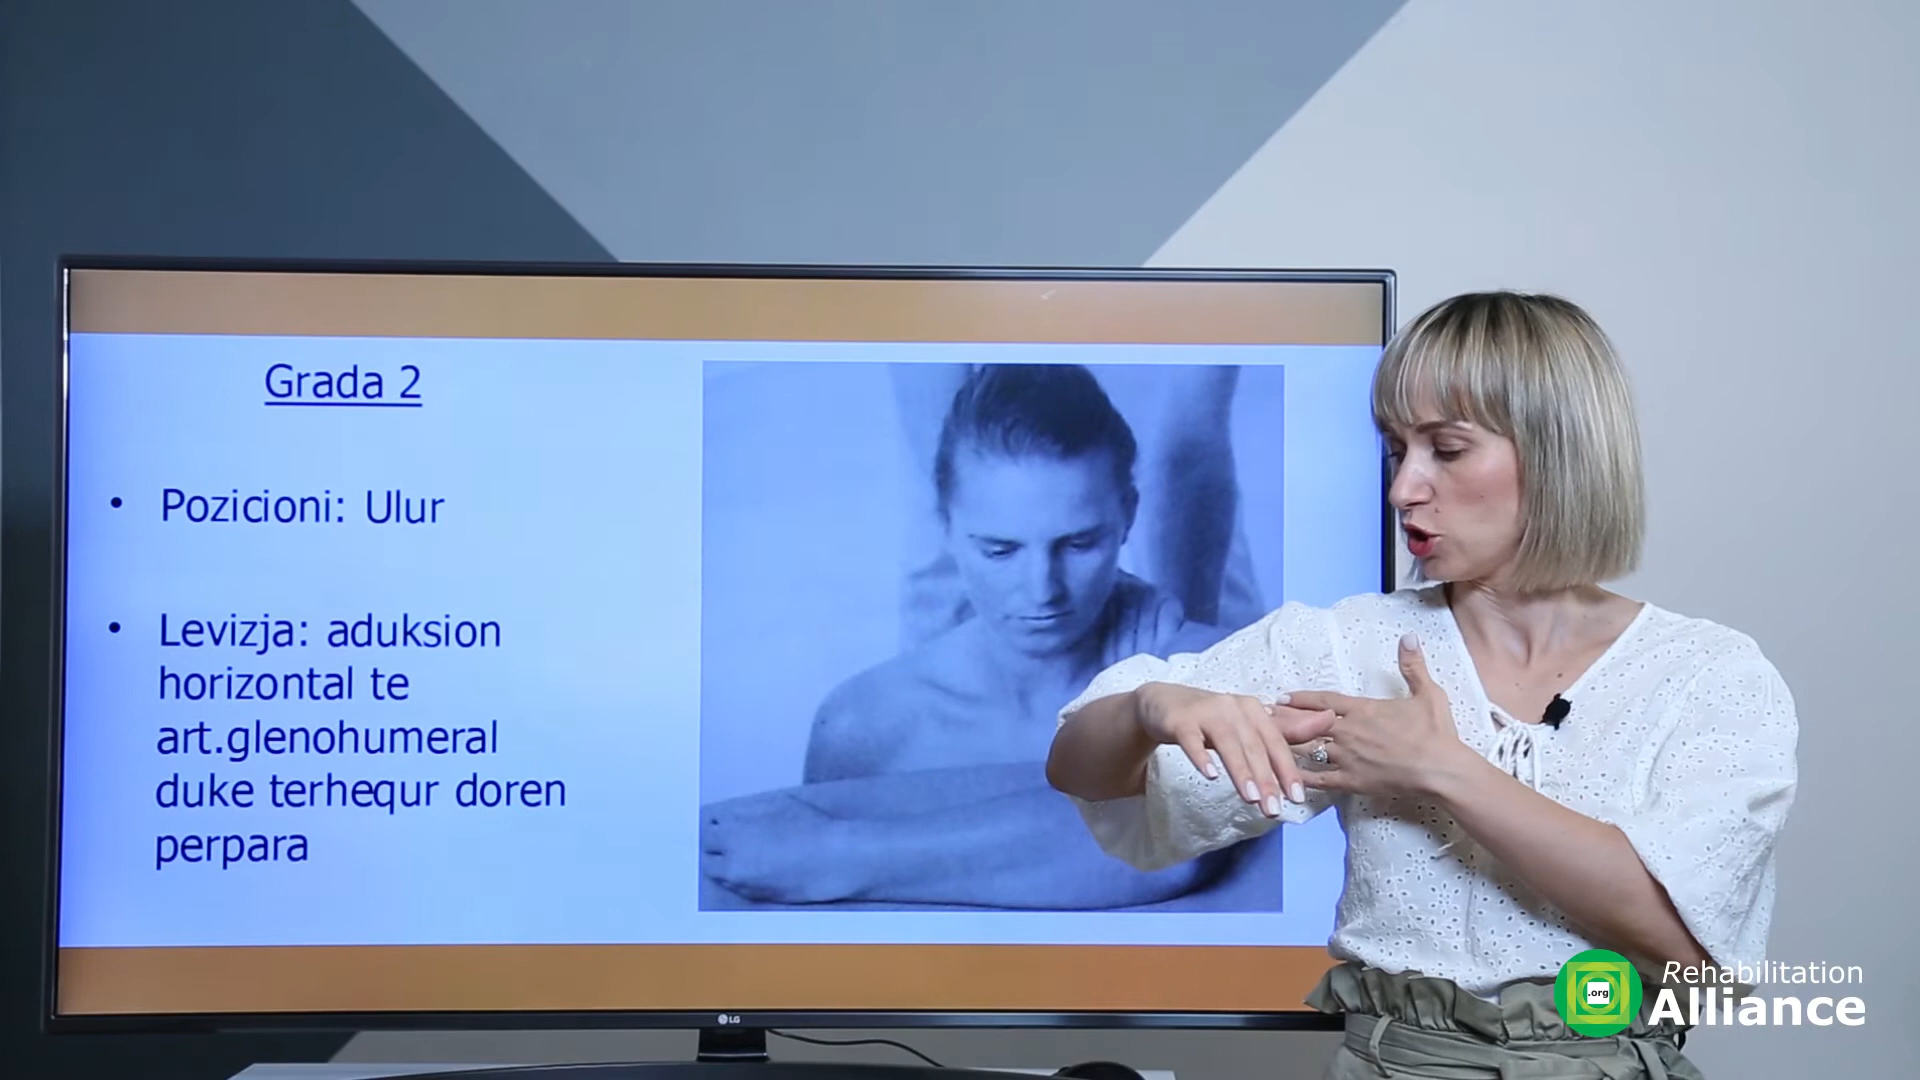 Grada 2
• Pozicioni: Ulur
• Levizja: aduksion
horizontal te
art.glenohumeral
duke terhequr doren
perpara
LG
.org
Rehabilitation
Alliance